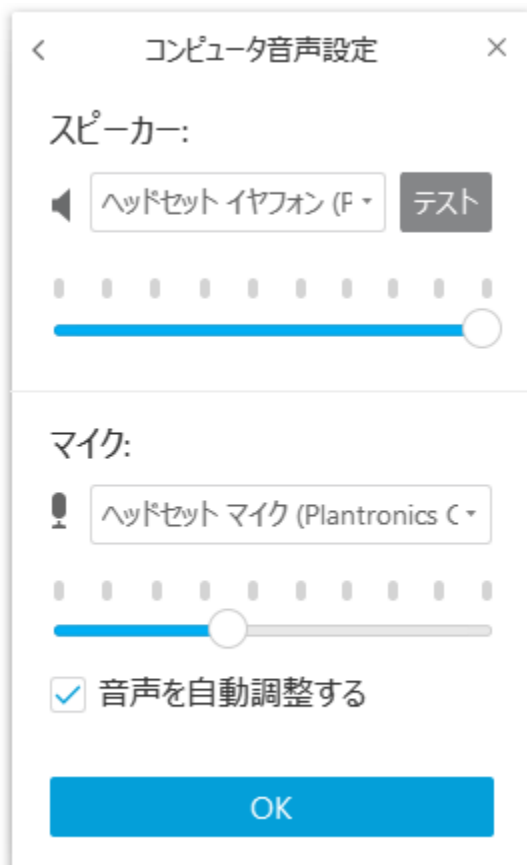 コンピュータ音声設定
スピーカー:
ヘッドセット イヤフォン (P
テスト
マイク:
ヘッドセット マイク (Plantronics C
音声を自動調整する
OK